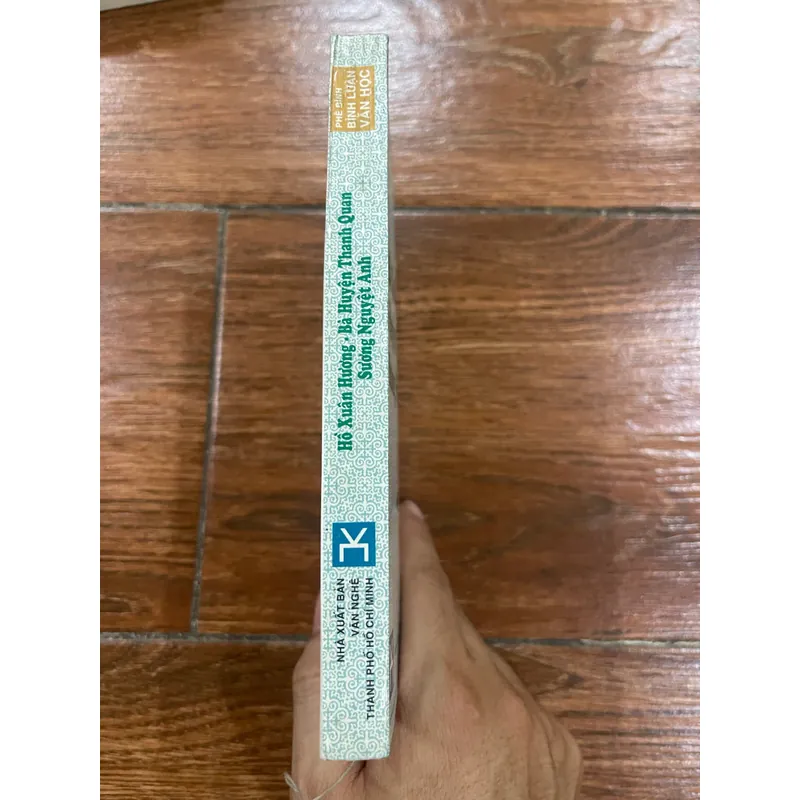 PHÊ BÌNH
BÌNH LUẬN
VĂN HỌC
Hồ Xuân Hương - Bà Huyện Thanh Quan
Sương Nguyệt Anh
NHÀ XUẤT BẢN
VĂN NGHỆ
THÀNH PHỐ HỒ CHÍ MINH